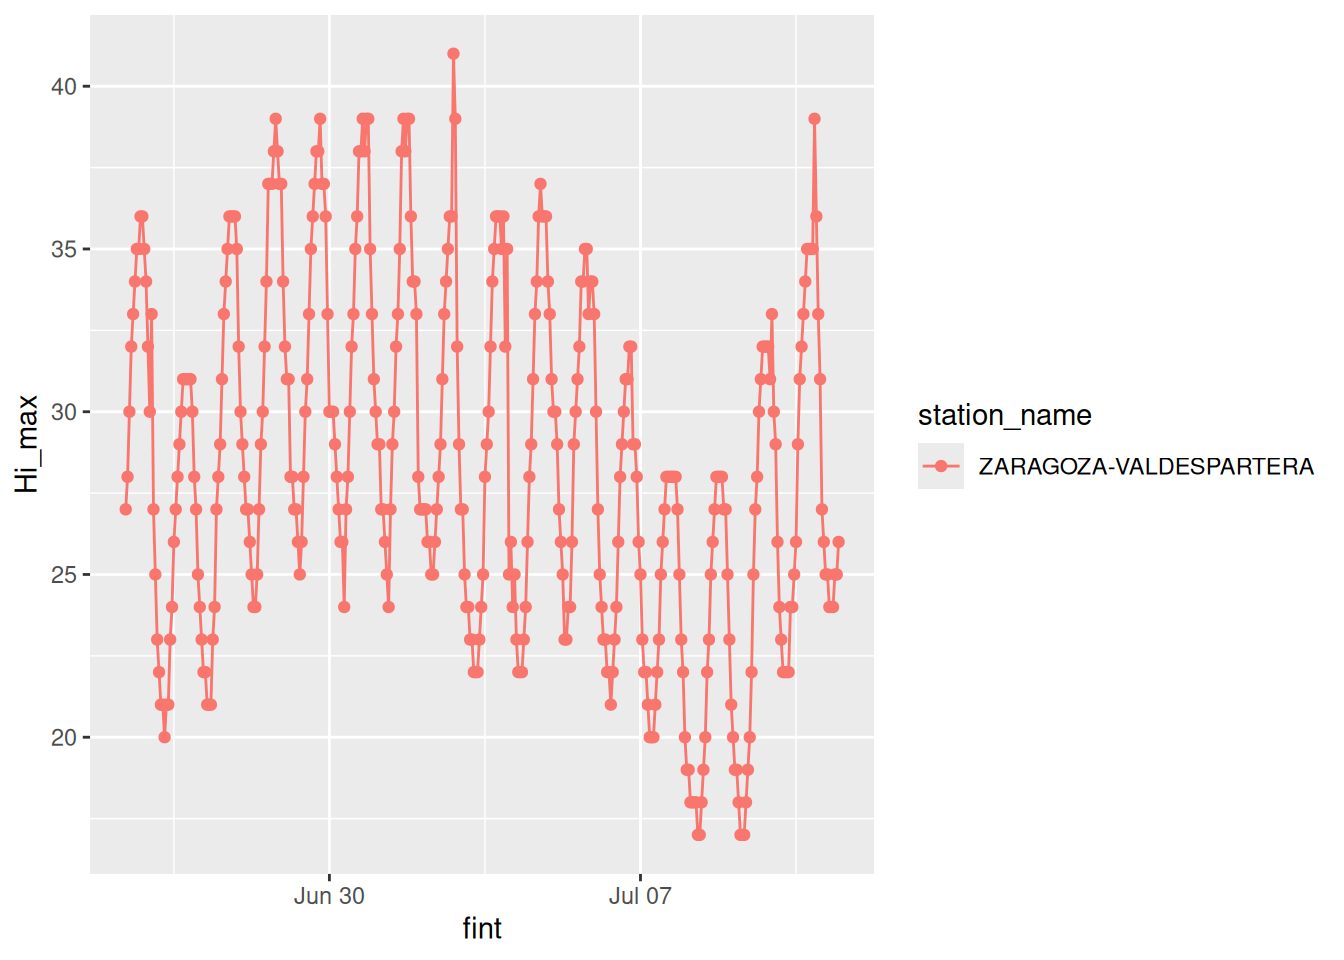 Hi_max
40
35
30
25
20
Jun 30
Jul 07
fint
station_name
ZARAGOZA-VALDESPARTERA